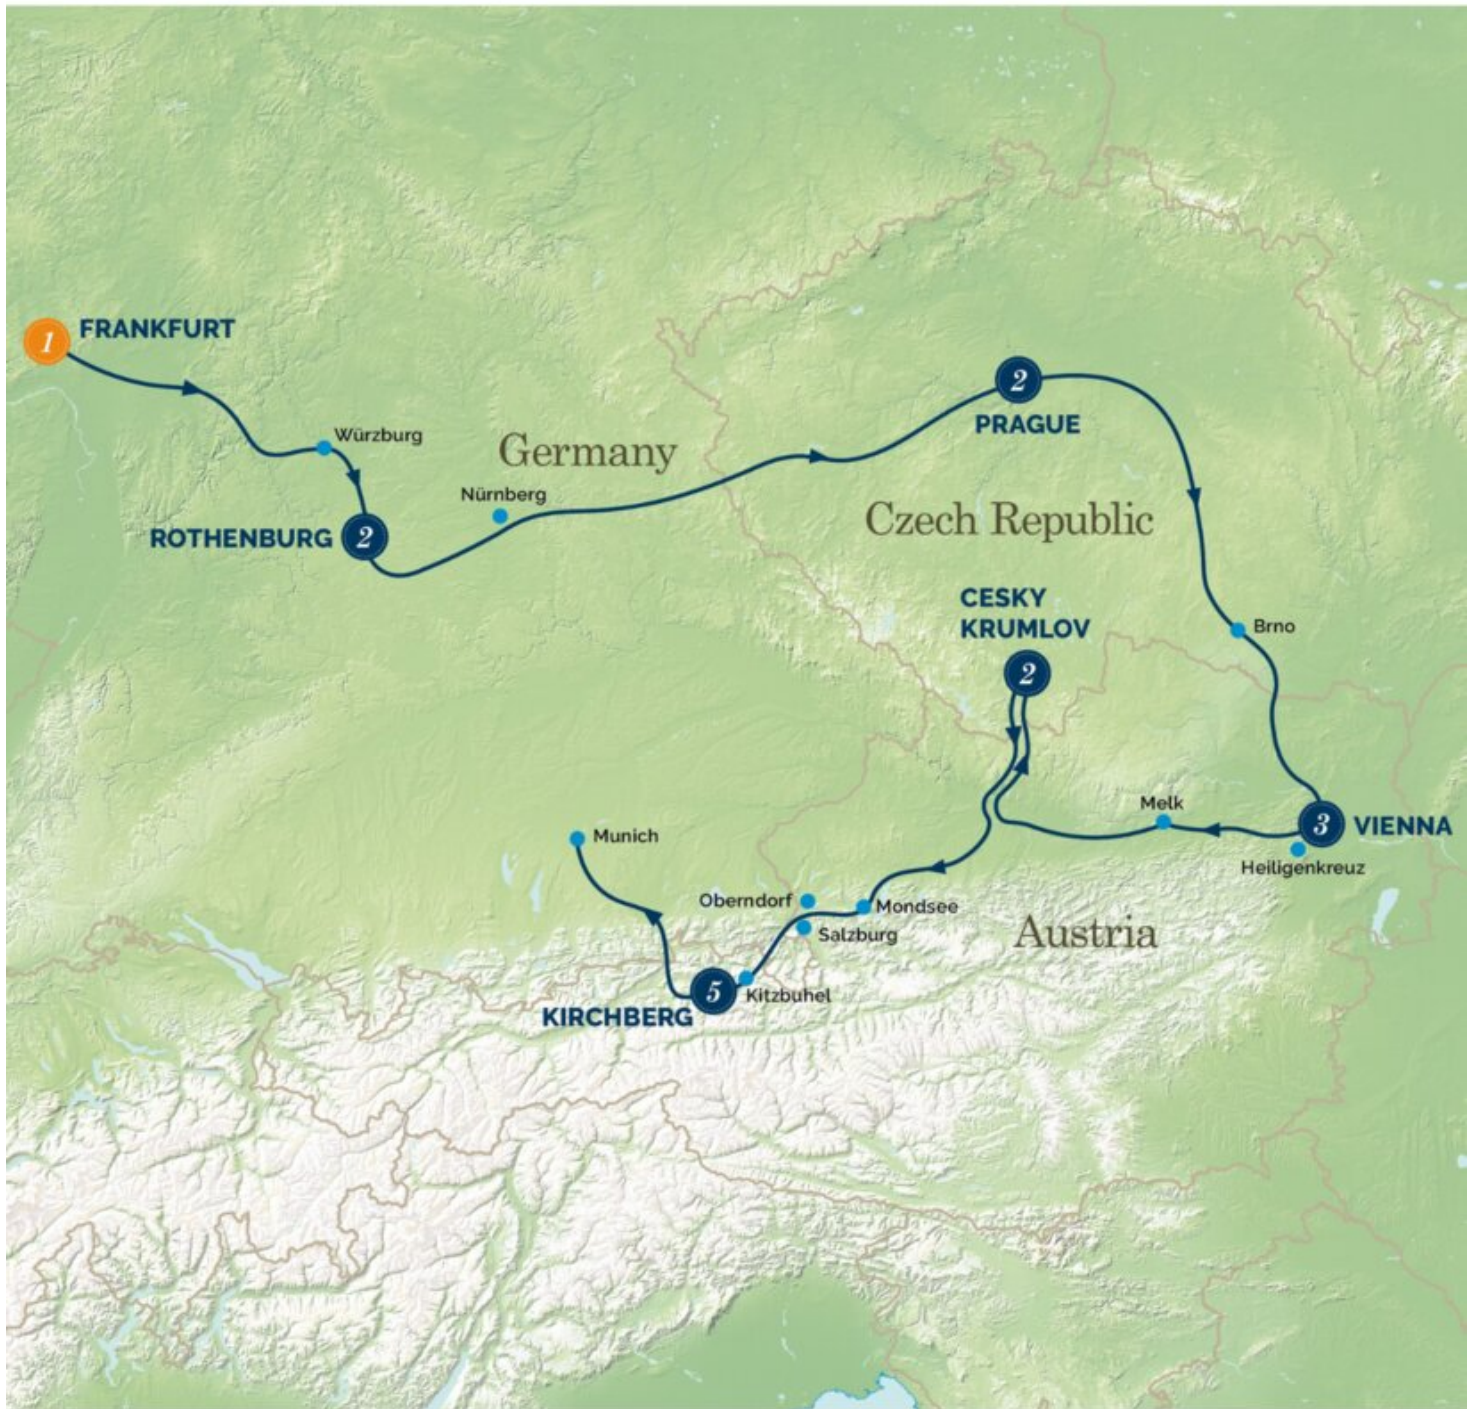 1 FRANKFURT
Würzburg
Germany
2
PRAGUE
Nürnberg
ROTHENBURG 2
Czech Republic
CESKY
KRUMLOV
2
Brno
Melk
3 VIENNA
Munich
Heiligenkreuz
Oberndorf
Mondsee
Salzburg
Austria
5
Kitzbuhel
KIRCHBERG